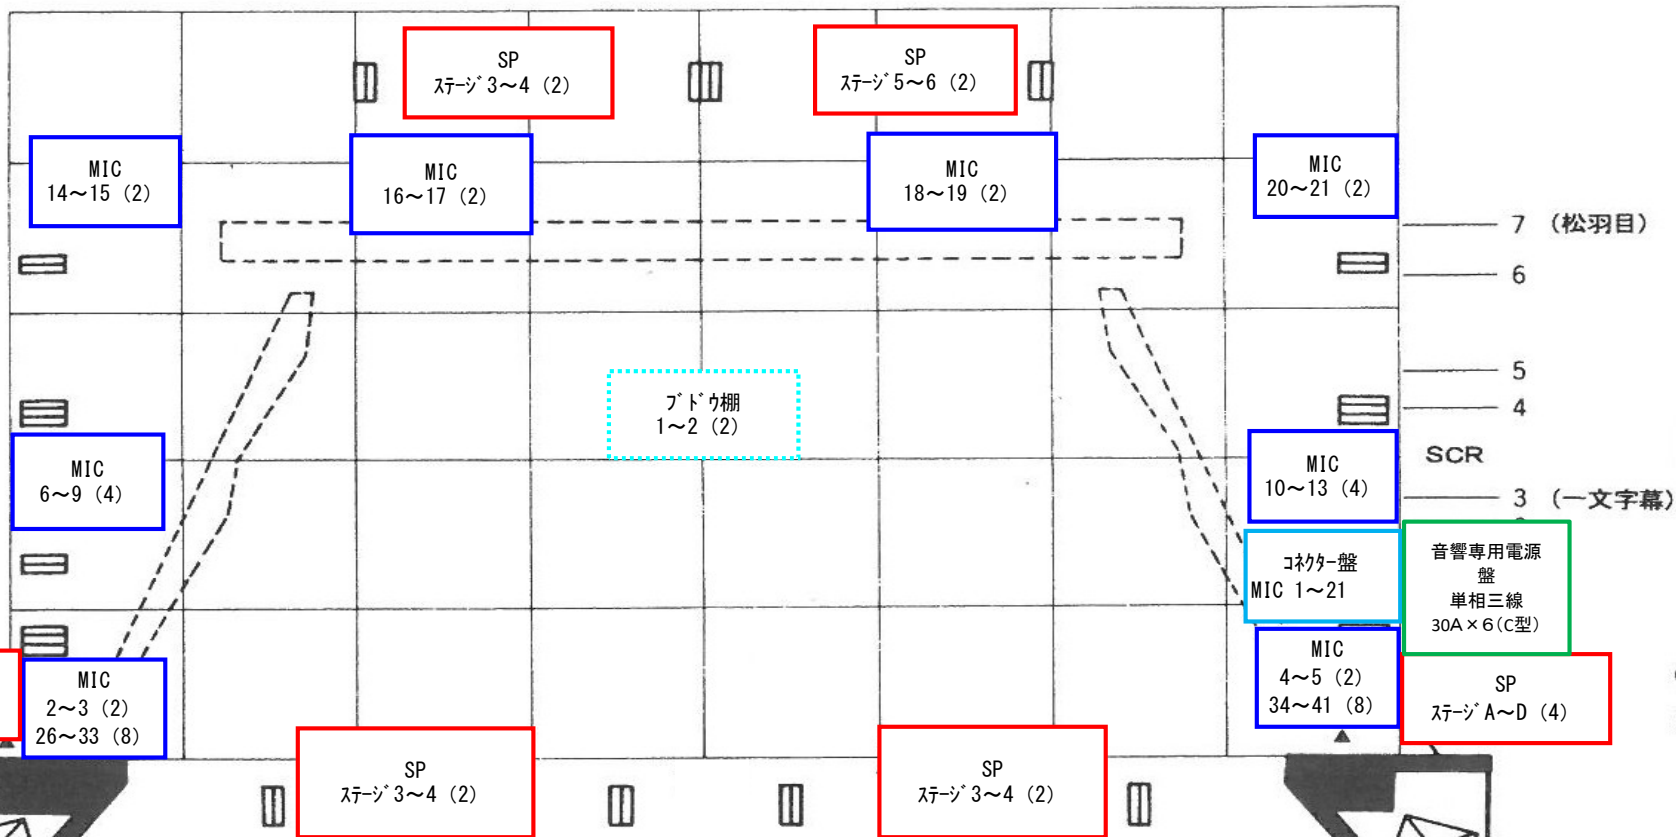 SP
ｽﾃｰｼﾞ3～4（2）
SP
ｽﾃｰｼﾞ5～6（2）
MIC
14～15（2）
MIC
16～17（2）
MIC
18～19（2）
MIC
20～21（2）
7 （松羽目）
6
5
4
ﾌﾞﾄﾞｳ棚
1～2（2）
MIC
6～9（4）
MIC
10～13（4）
SCR
3 （一文字幕）
ｺﾈｸﾀｰ盤
MIC 1～21
音響専用電源
盤
単相三線
30A×6(C型)
MIC
2～3（2）
26～33（8）
MIC
4～5（2）
34～41（8）
SP
ｽﾃｰｼﾞA～D（4）
SP
ｽﾃｰｼﾞ3～4（2）
SP
ｽﾃｰｼﾞ3～4（2）